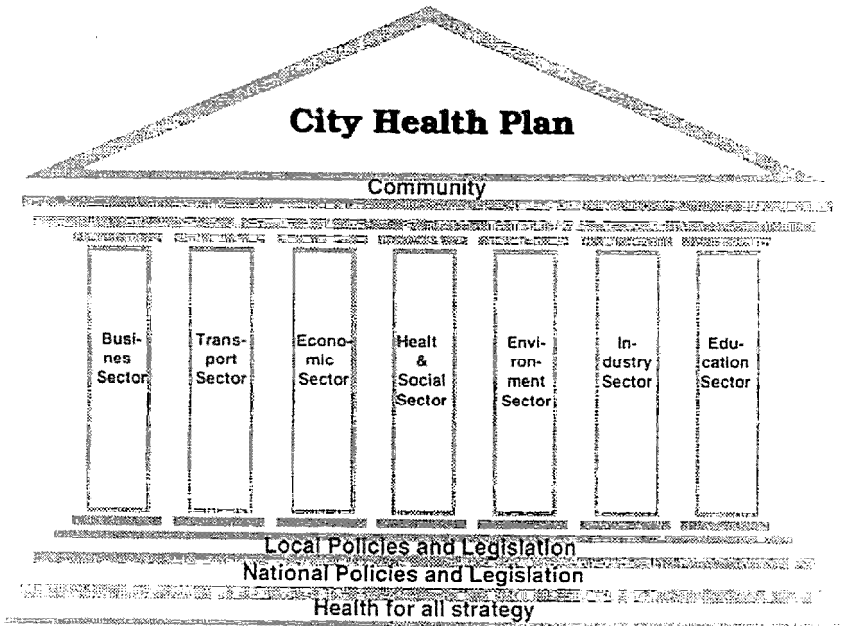 City Health Plan
Community
Busi-
nes
Sector
Trans-
port
Sector
Econo-
mic
Sector
Healt
&
Social
Sector
Envi-
ron-
ment
Sector
In-
dustry
Sector
Edu-
cation
Sector
Local Policies and Legislation
National Policies and Legislation
Health for all strategy